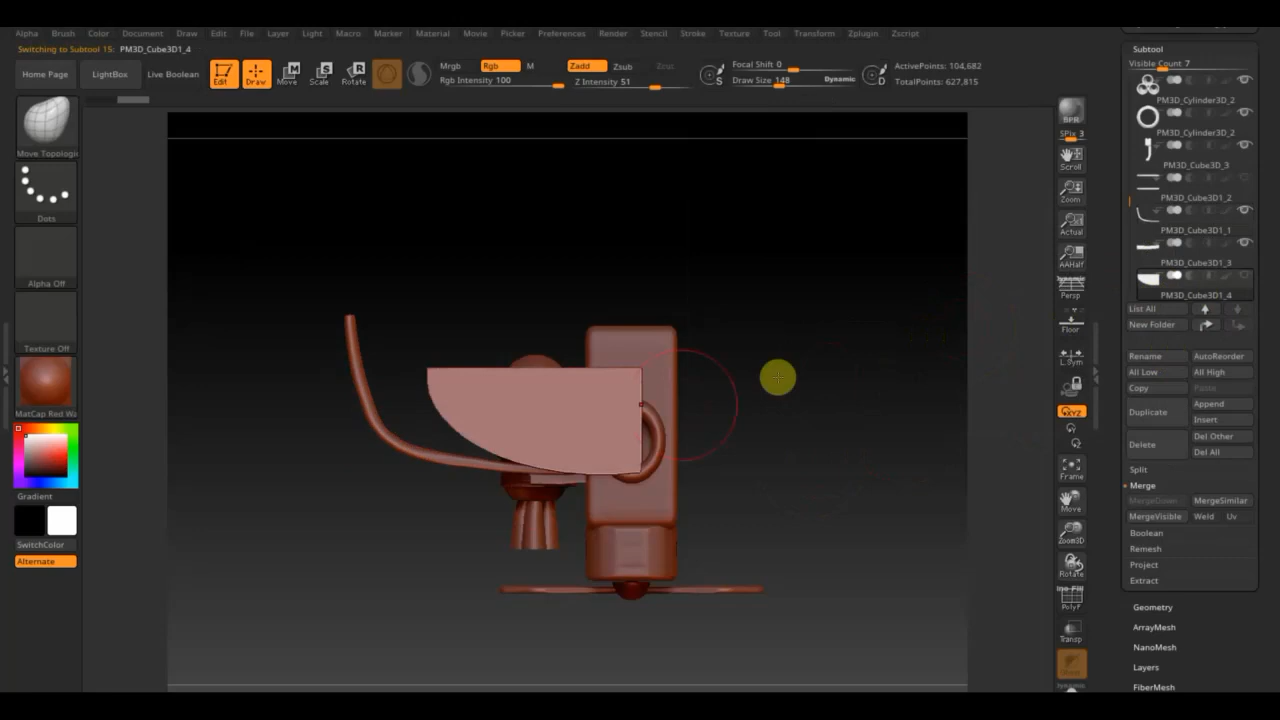 Alpha Brush Color Document Draw Edit File Layer Light Macro Marker Material Movie Picker Preferences Render Stencil Stroke Texture Tool Transform Zplugin Zscript
Switching to Subtool 15: PM3D_Cube3D1_4
Home Page
LightBox
Live Boolean
Edit
Draw
Move
Scale
Rotate
Mrgb Rgb M
Rgb Intensity 100
Zadd Zsub Zcut
Z Intensity 51
S
Focal Shift 0
Draw Size 148 Dynamic
D
ActivePoints: 104,682
TotalPoints: 627,815
Move Topologic
Dots
Alpha Off
Texture Off
MatCap Red Wa
Gradient
SwitchColor
Alternate
BPR
SPix 3
Scroll
Zoom
Actual
AAHalf
Dynamic
Persp
Floor
L.Sym
Frame
Move
Zoom3D
Rotate
PolyF
Transp
Dynamic
Subtool
Visible Count 7
PM3D_Cylinder3D_2
PM3D_Cylinder3D_2
PM3D_Cube3D_3
PM3D_Cube3D1_2
PM3D_Cube3D1_1
PM3D_Cube3D1_3
PM3D_Cube3D1_4
List All
New Folder
Rename AutoReorder
All Low All High
Copy Paste
Duplicate
Append
Insert
Delete
Del Other
Del All
Split
Merge
MergeDown MergeSimilar
MergeVisible Weld Uv
Boolean
Remesh
Project
Extract
Geometry
ArrayMesh
NanoMesh
Layers
FiberMesh